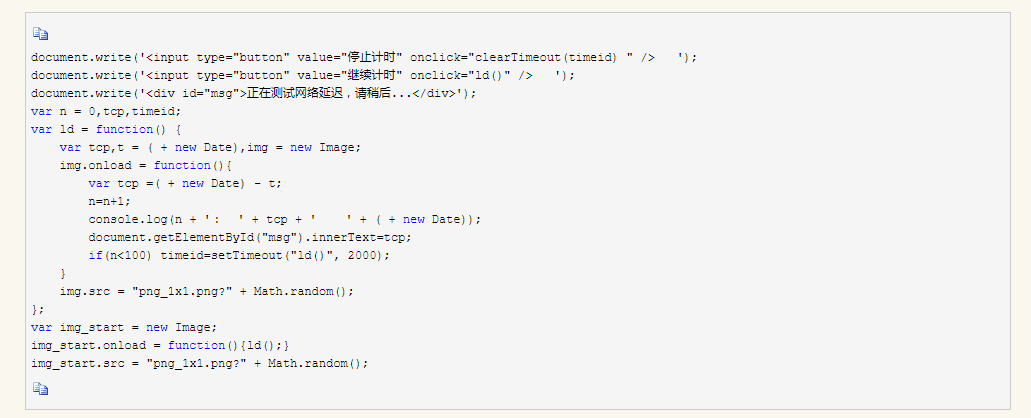 document.write('<input type="button" value="停止计时" onclick="clearTimeout(timeid) " />   ');
document.write('<input type="button" value="继续计时" onclick="ld()" />   ');
document.write('<div id="msg">正在测试网络延迟，请稍后...</div>');
var n = 0,tcp,timeid;
var ld = function() {
    var tcp,t = ( + new Date),img = new Image;
    img.onload = function(){
        var tcp =( + new Date) - t;
        n=n+1;
        console.log(n + ':  ' + tcp + '    ' + ( + new Date));
        document.getElementById("msg").innerText=tcp;
        if(n<100) timeid=setTimeout("ld()", 2000);
    }
    img.src = "png_1x1.png?" + Math.random();
};
var img_start = new Image;
img_start.onload = function(){ld();}
img_start.src = "png_1x1.png?" + Math.random();